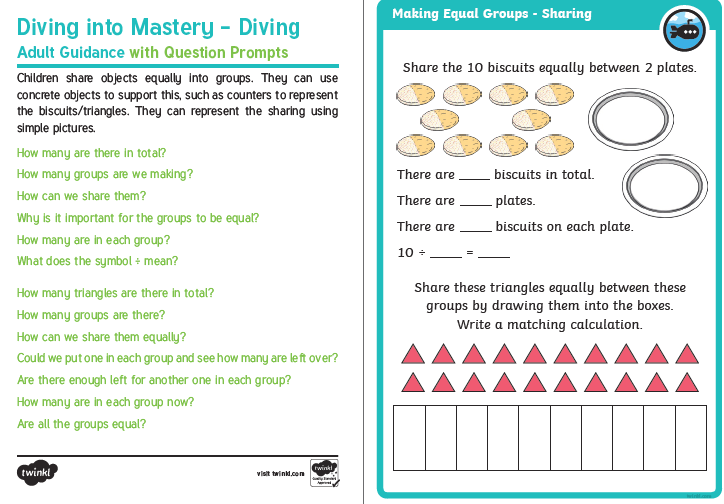 Diving into Mastery - Diving
Adult Guidance with Question Prompts
Children share objects equally into groups. They can use
concrete objects to support this, such as counters to represent
the biscuits/triangles. They can represent the sharing using
simple pictures.
How many are there in total?
How many groups are we making?
How can we share them?
Why is it important for the groups to be equal?
How many are in each group?
What does the symbol ÷ mean?
How many triangles are there in total?
How many groups are there?
How can we share them equally?
Could we put one in each group and see how many are left over?
Are there enough left for another one in each group?
How many are in each group now?
Are all the groups equal?
twinkl
visit twinkl.com
twinkl
Quality Standard
Approved
Making Equal Groups - Sharing
Share the 10 biscuits equally between 2 plates.
There are ____ biscuits in total.
There are ____ plates.
There are ____ biscuits on each plate.
10 ÷ ____ = ____
Share these triangles equally between these
groups by drawing them into the boxes.
Write a matching calculation.